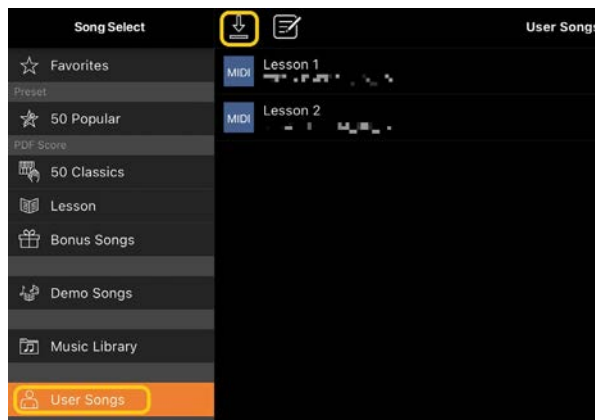 Song Select
Favorites
Preset
50 Popular
PDF Score
50 Classics
Lesson
Bonus Songs
Demo Songs
Music Library
User Songs
User Songs
MIDI
Lesson 1
MIDI
Lesson 2